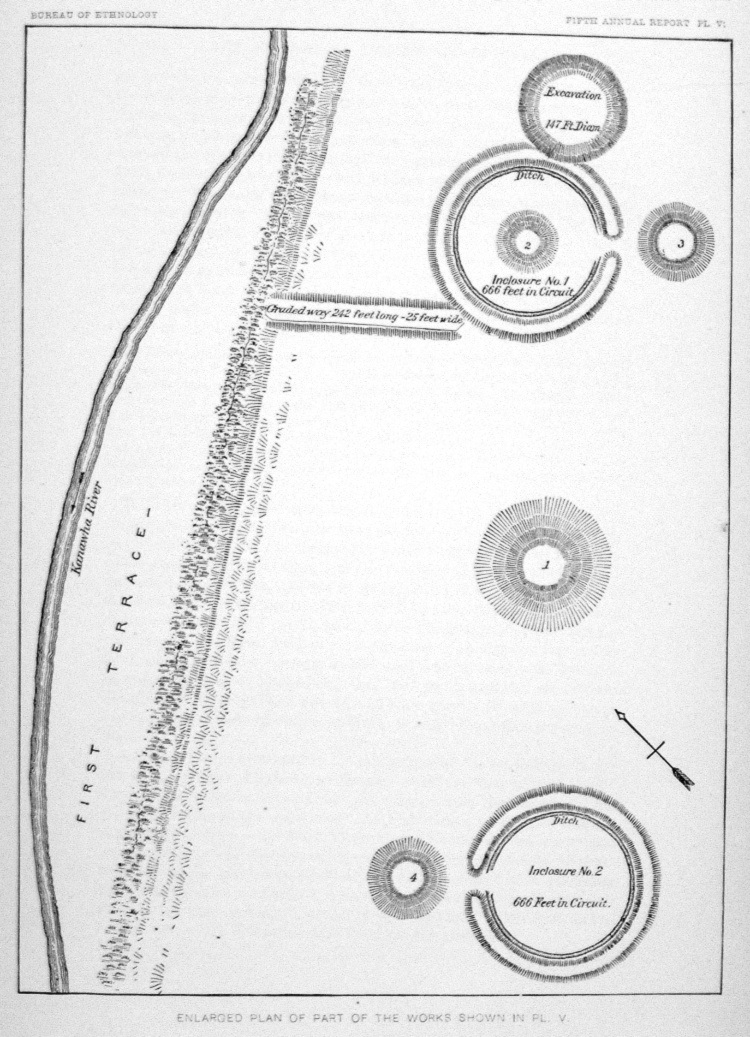 BUREAU OF ETHNOLOGY
FIFTH ANNUAL REPORT PL. VI
Excavation
147 Ft Diam
Ditch
2
3
Inclosure No. 1
666 feet in Circuit
Graded way 242 feet long - 25 feet wide
Kanawha River
FIRST TERRACE-
1
Ditch
4
Inclosure No. 2
666 Feet in Circuit.
ENLARGED PLAN OF PART OF THE WORKS SHOWN IN PL. V.